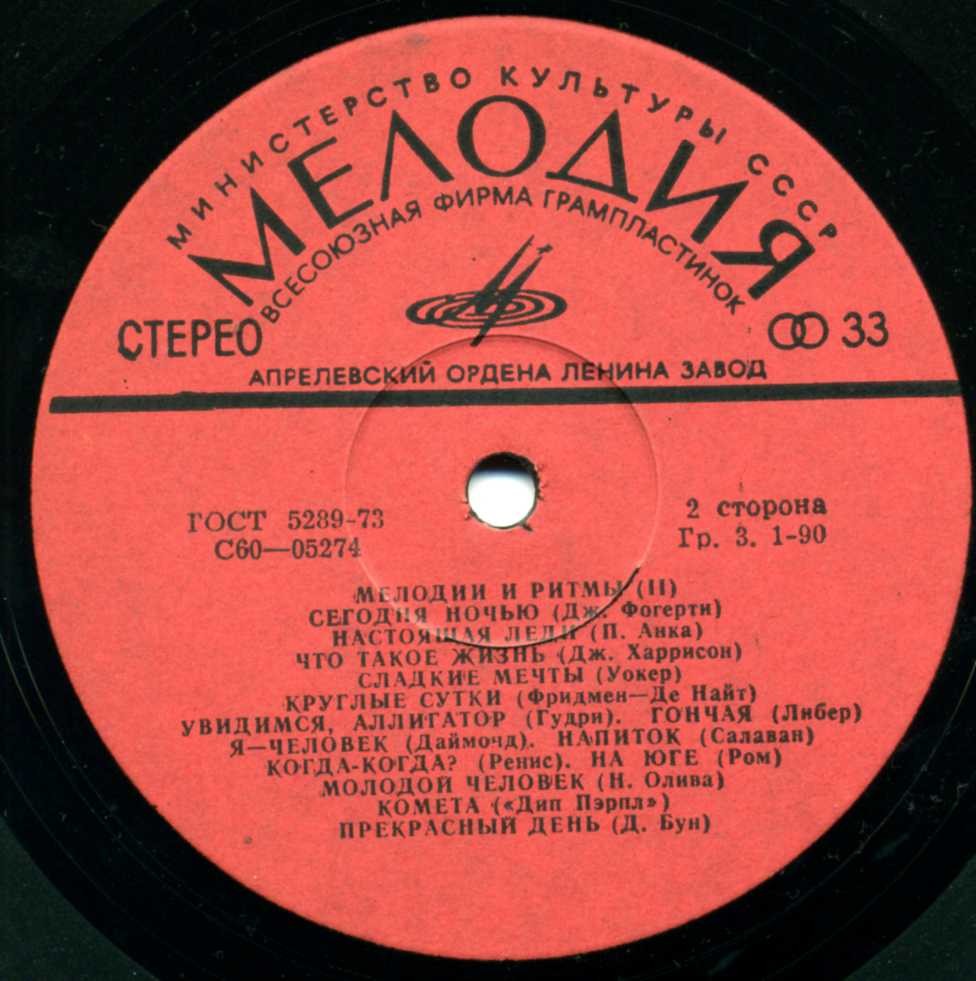 МИНИСТЕРСТВО КУЛЬТУРЫ СССР
МЕЛОДИЯ
ВСЕСОЮЗНАЯ ФИРМА ГРАМПЛАСТИНОК
СТЕРЕО
33
АПРЕЛЕВСКИЙ ОРДЕНА ЛЕНИНА ЗАВОД
ГОСТ 5289-73
С60—05274
2 сторона
Гр. 3. 1-90
МЕЛОДИИ И РИТМЫ (II)
СЕГОДНЯ НОЧЬЮ (Дж. Фогерти)
НАСТОЯЩАЯ ЛЕДИ (П. Анка)
ЧТО ТАКОЕ ЖИЗНЬ (Дж. Харрисон)
СЛАДКИЕ МЕЧТЫ (Уокер)
КРУГЛЫЕ СУТКИ (Фридмен—Де Найт)
УВИДИМСЯ, АЛЛИГАТОР (Гудри). ГОНЧАЯ (Либер)
Я—ЧЕЛОВЕК (Даймочд). НАПИТОК (Салаван)
КОГДА-КОГДА? (Ренис). НА ЮГЕ (Ром)
МОЛОДОЙ ЧЕЛОВЕК (Н. Олива)
КОМЕТА («Дип Пэрпл»)
ПРЕКРАСНЫЙ ДЕНЬ (Д. Бун)